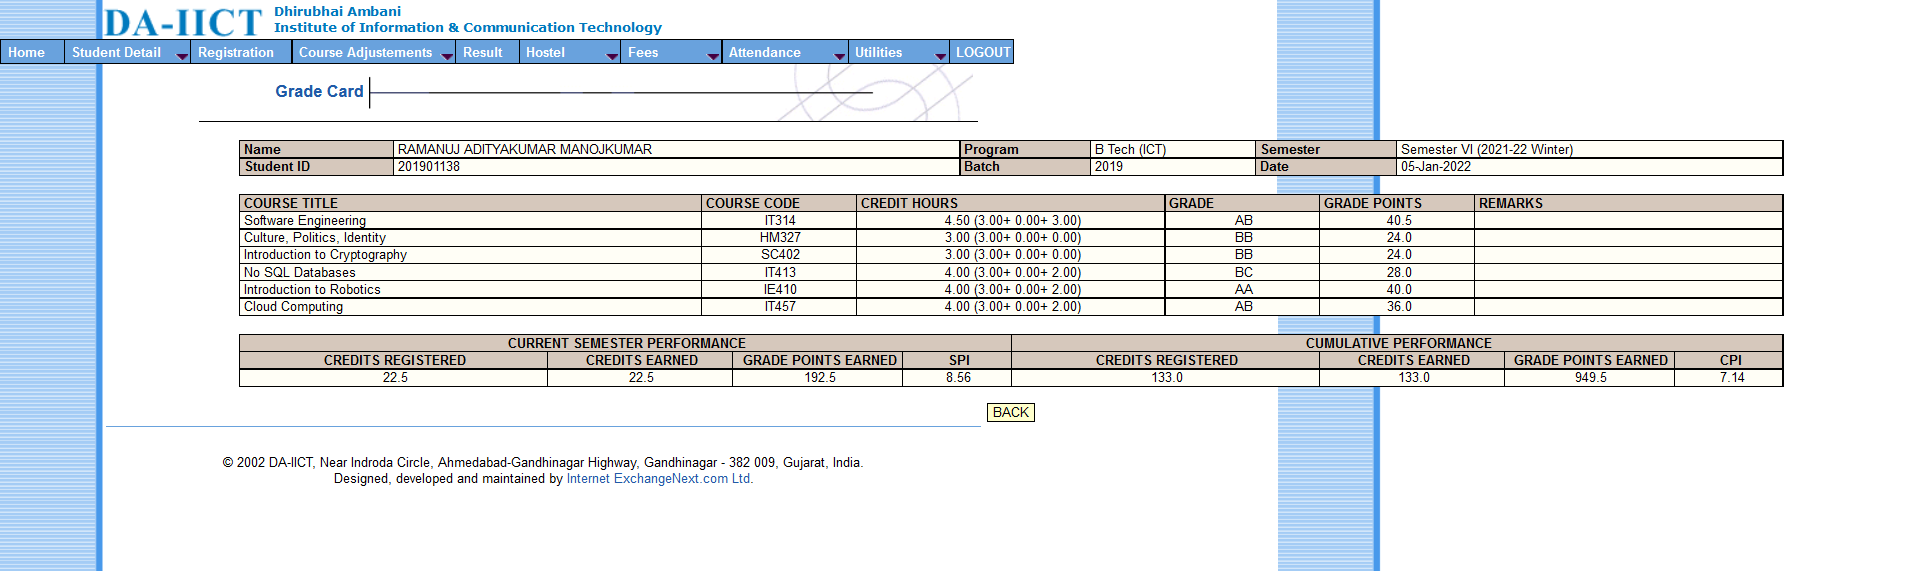 DA-IICT Dhirubhai Ambani
Institute of Information & Communication Technology
Home Student Detail Registration Course Adjustements Result Hostel Fees Attendance Utilities LOGOUT
Grade Card
Name RAMANUJ ADITYAKUMAR MANOJKUMAR Program B Tech (ICT) Semester Semester VI (2021-22 Winter)
Student ID 201901138 Batch 2019 Date 05-Jan-2022
COURSE TITLE COURSE CODE CREDIT HOURS GRADE GRADE POINTS REMARKS
Software Engineering IT314 4.50 (3.00+ 0.00+ 3.00) AB 40.5
Culture, Politics, Identity HM327 3.00 (3.00+ 0.00+ 0.00) BB 24.0
Introduction to Cryptography SC402 3.00 (3.00+ 0.00+ 0.00) BB 24.0
No SQL Databases IT413 4.00 (3.00+ 0.00+ 2.00) BC 28.0
Introduction to Robotics IE410 4.00 (3.00+ 0.00+ 2.00) AA 40.0
Cloud Computing IT457 4.00 (3.00+ 0.00+ 2.00) AB 36.0
CURRENT SEMESTER PERFORMANCE CUMULATIVE PERFORMANCE
CREDITS REGISTERED CREDITS EARNED GRADE POINTS EARNED SPI CREDITS REGISTERED CREDITS EARNED GRADE POINTS EARNED CPI
22.5 22.5 192.5 8.56 133.0 133.0 949.5 7.14
BACK
© 2002 DA-IICT, Near Indroda Circle, Ahmedabad-Gandhinagar Highway, Gandhinagar - 382 009, Gujarat, India.
Designed, developed and maintained by Internet ExchangeNext.com Ltd.